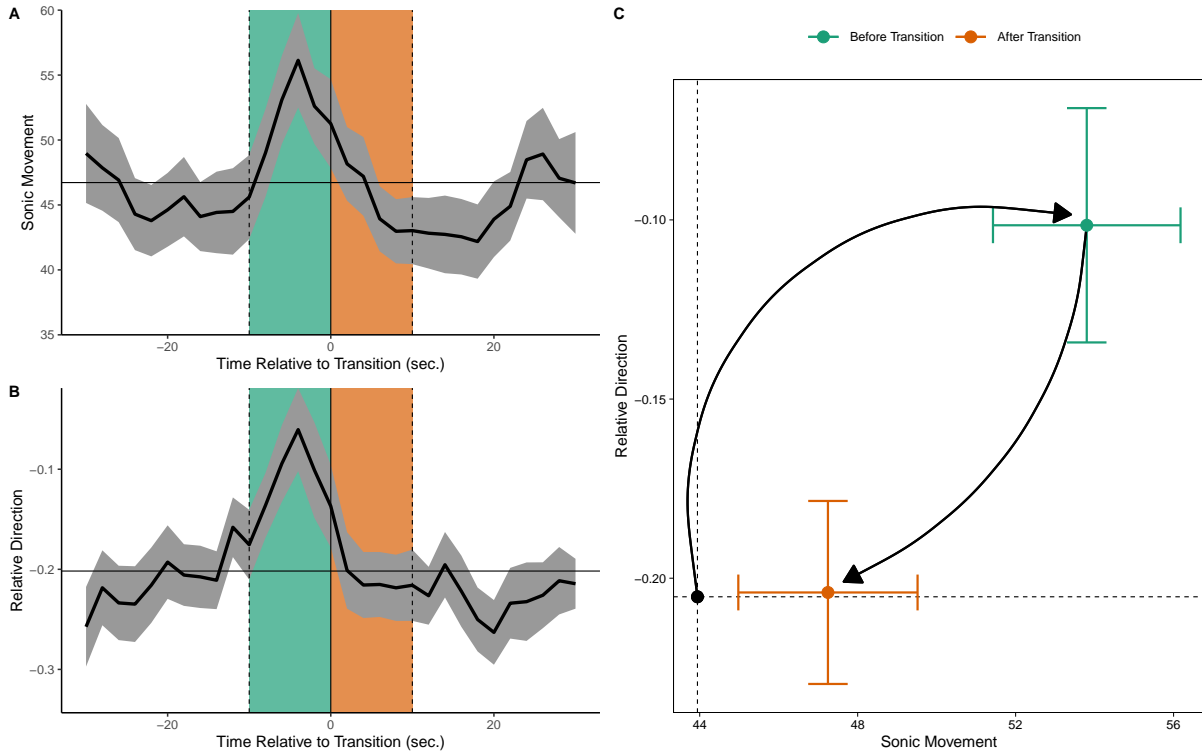 A
60
55
50
45
40
35
Sonic Movement
−20
0
20
Time Relative to Transition (sec.)
B
−0.1
−0.2
−0.3
Relative Direction
−20
0
20
Time Relative to Transition (sec.)
C
Before Transition
After Transition
−0.10
−0.15
−0.20
Relative Direction
44
48
52
56
Sonic Movement